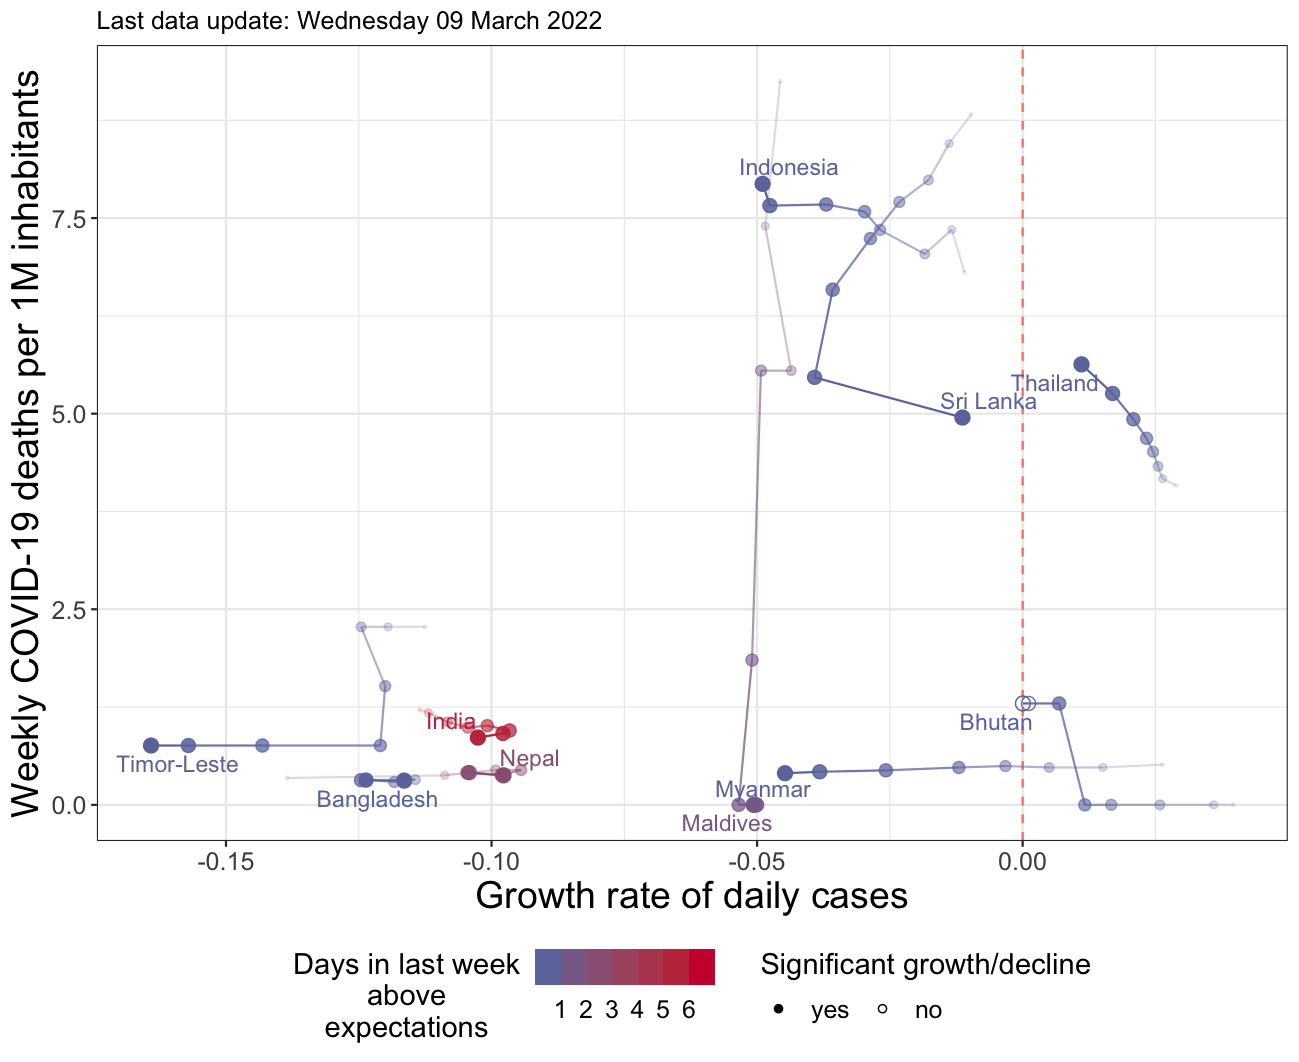 Last data update: Wednesday 09 March 2022
Weekly COVID-19 deaths per 1M inhabitants
7.5
5.0
2.5
0.0
Indonesia
Thailand
Sri Lanka
India
Bhutan
Nepal
Timor-Leste
Myanmar
Bangladesh
Maldives
-0.15
-0.10
-0.05
0.00
Growth rate of daily cases
Days in last week
above
expectations
1 2 3 4 5 6
Significant growth/decline
yes
no